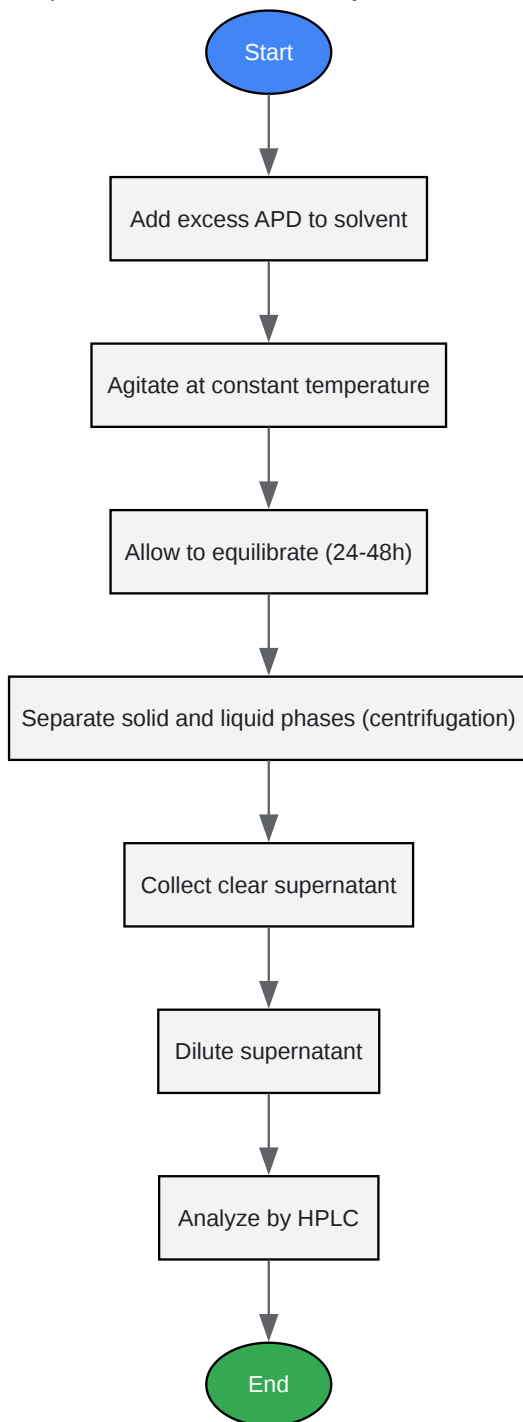 Start
Add excess APD to solvent
Agitate at constant temperature
Allow to equilibrate (24-48h)
Separate solid and liquid phases (centrifugation)
Collect clear supernatant
Dilute supernatant
Analyze by HPLC
End